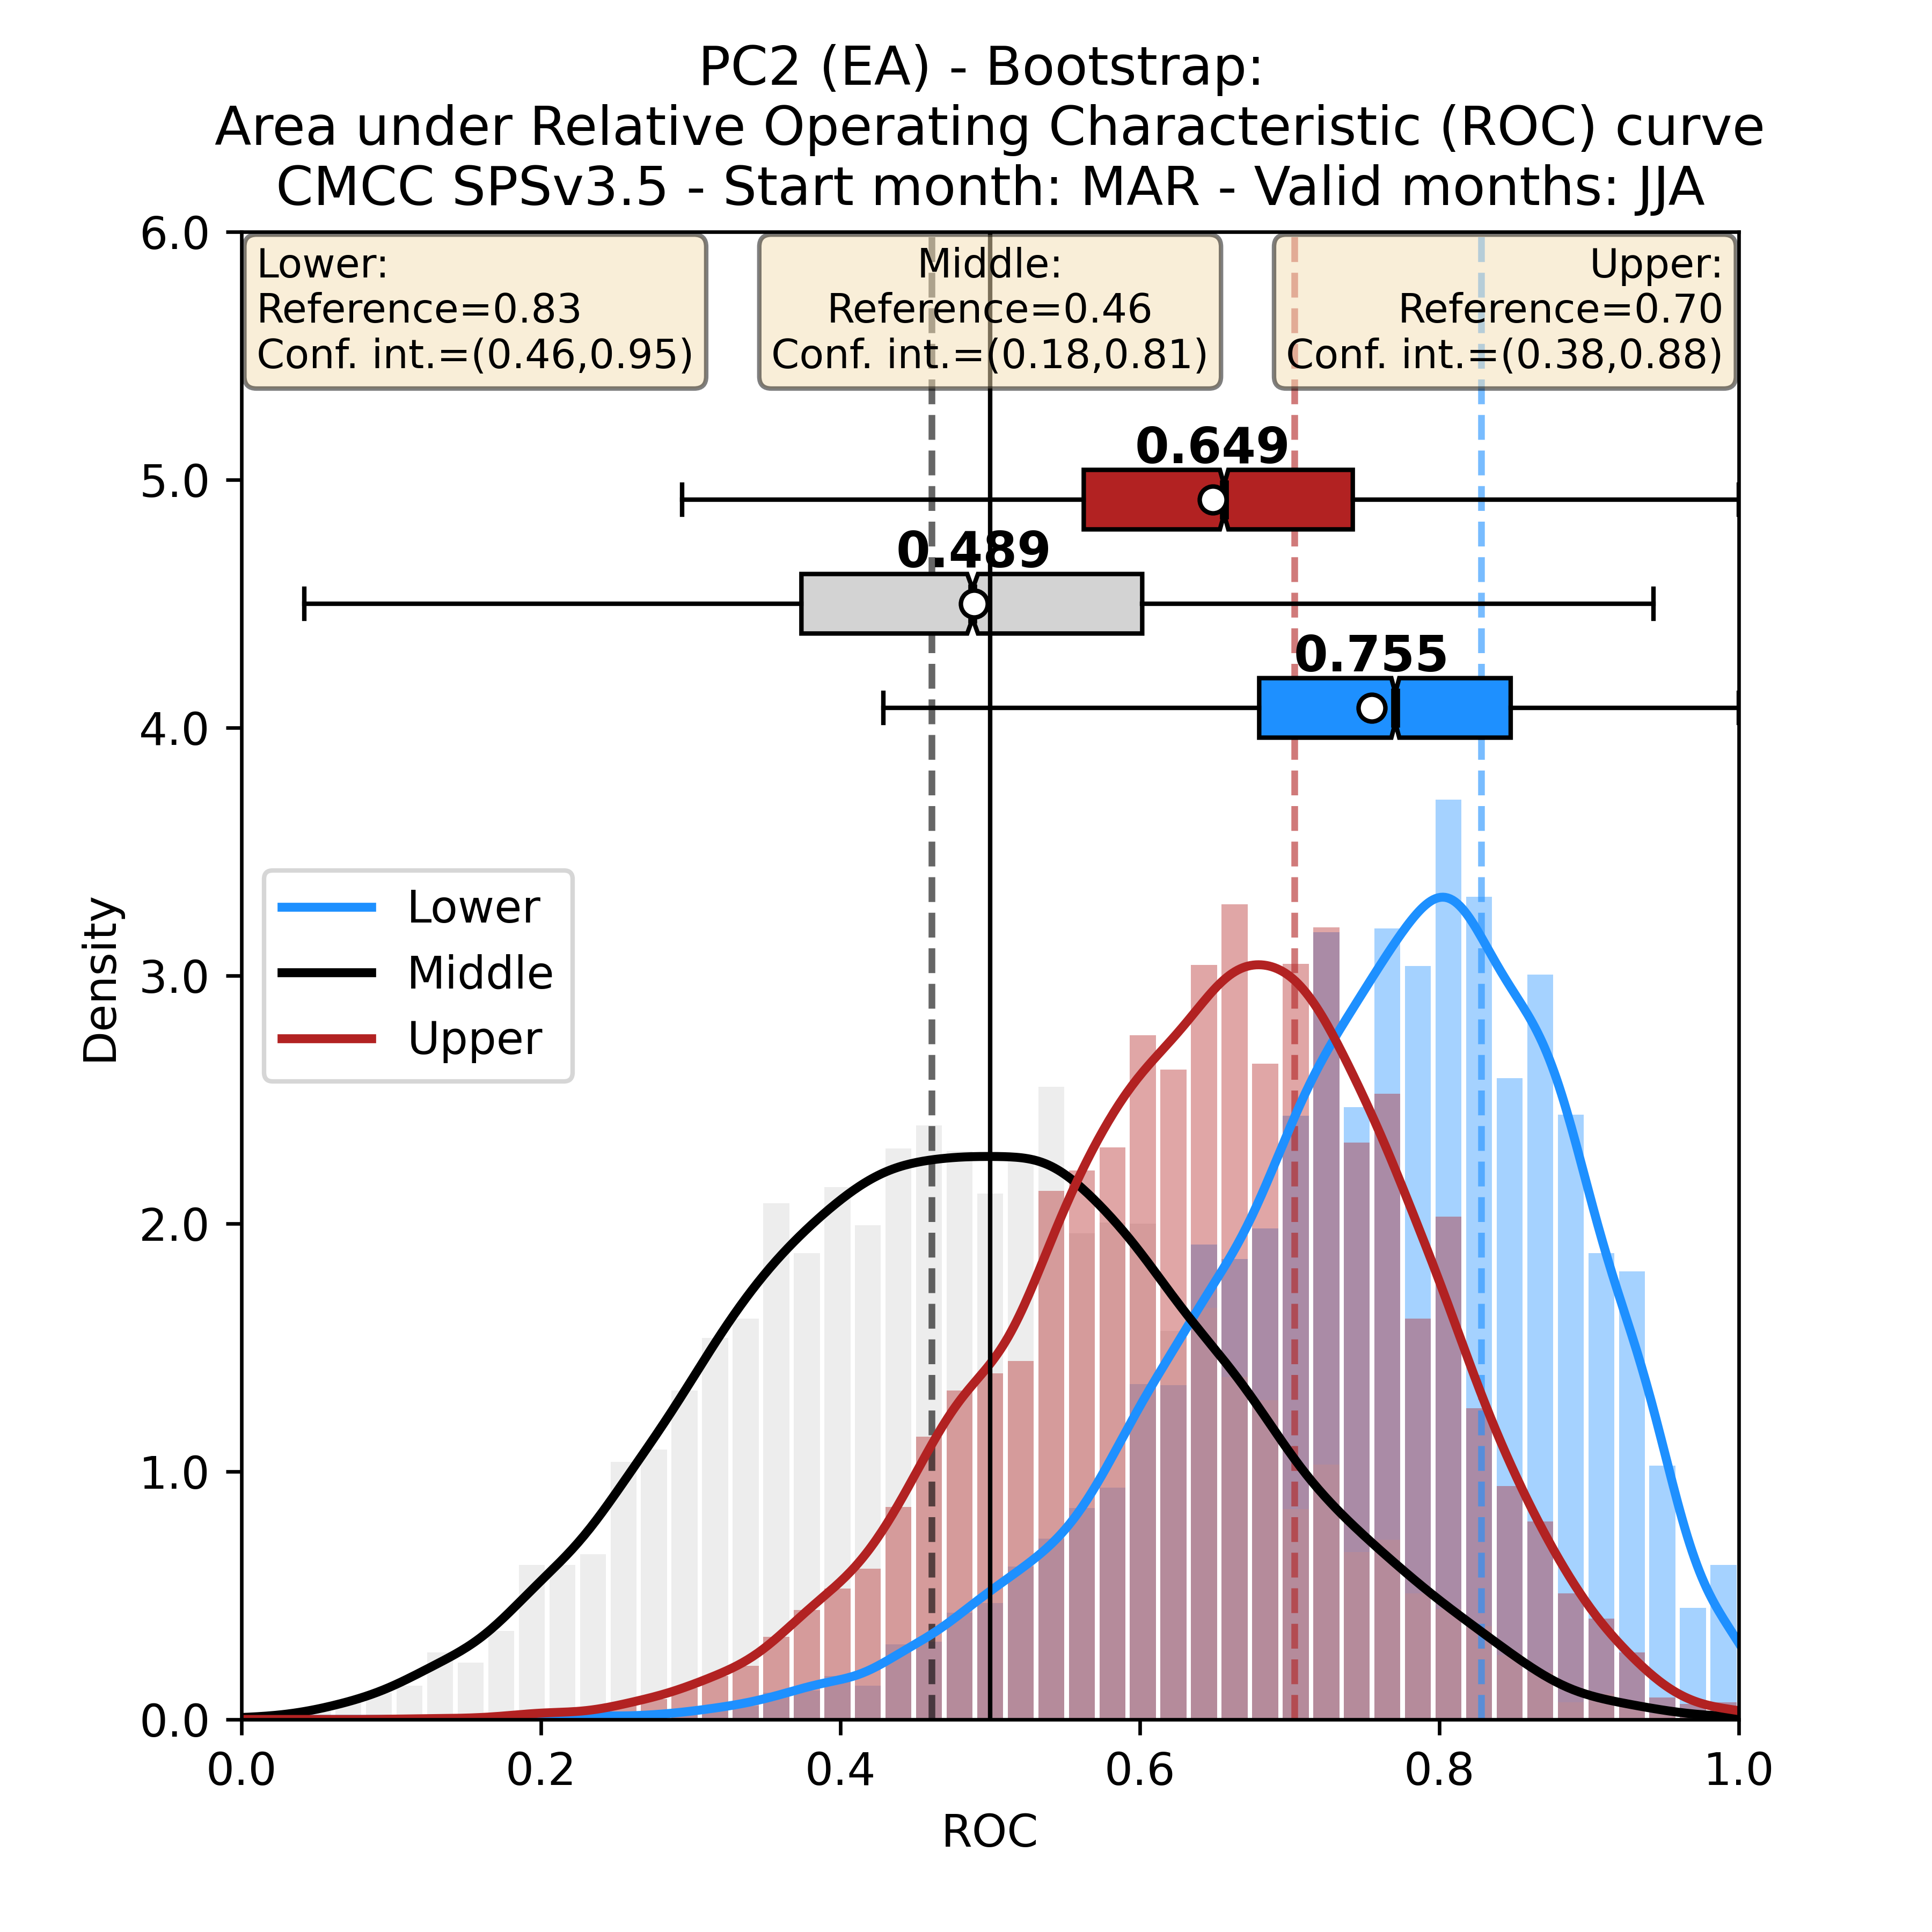 PC2 (EA) - Bootstrap:
Area under Relative Operating Characteristic (ROC) curve
CMCC SPSv3.5 - Start month: MAR - Valid months: JJA
Lower:
Reference=0.83
Conf. int.=(0.46,0.95)
Middle:
Reference=0.46
Conf. int.=(0.18,0.81)
Upper:
Reference=0.70
Conf. int.=(0.38,0.88)
0.649
0.489
0.755
Lower
Middle
Upper
Density
6.0
5.0
4.0
3.0
2.0
1.0
0.0
0.0 0.2 0.4 0.6 0.8 1.0
ROC